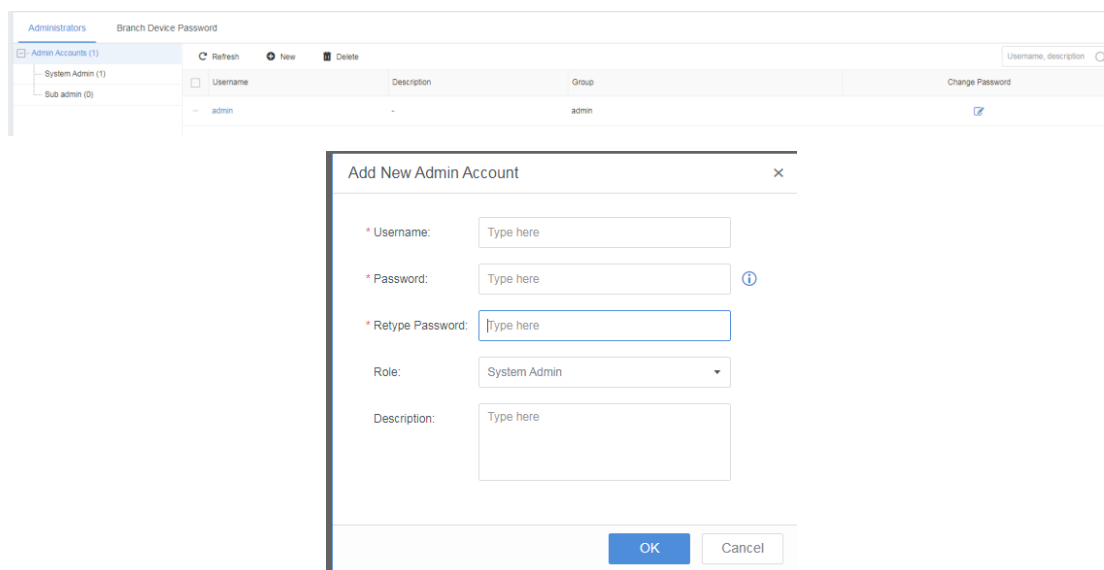 Administrators Branch Device Password
Admin Accounts (1)
System Admin (1)
Sub admin (0)
Refresh New Delete Username, description
Username Description Group Change Password
admin - admin
Add New Admin Account ×
* Username: Type here
* Password: Type here
* Retype Password: Type here
Role: System Admin
Description: Type here
OK Cancel